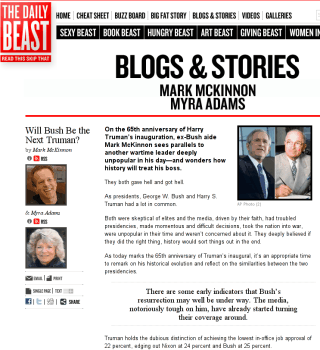 THE DAILY
BEAST
READ THIS SKIP THAT
HOME | CHEAT SHEET | BUZZ BOARD | BIG FAT STORY | BLOGS & STORIES | VIDEOS | GALLERIES
SEXY BEAST | BOOK BEAST | HUNGRY BEAST | ART BEAST | GIVING BEAST | WOMEN IN
BLOGS & STORIES
MARK MCKINNON
MYRA ADAMS
Will Bush Be the
Next Truman?
by Mark McKinnon
RSS
& Myra Adams
RSS
EMAIL | PRINT
SINGLE PAGE | TEXT
SHARE
On the 65th anniversary of Harry
Truman's inauguration, ex-Bush aide
Mark McKinnon sees parallels to
another wartime leader deeply
unpopular in his day—and wonders how
history will treat his boss.
AP Photo (2)
They both gave hell and got hell.
As presidents, George W. Bush and Harry S.
Truman had a lot in common.
Both were skeptical of elites and the media, driven by their faith, had troubled
presidencies, made momentous and difficult decisions, took the nation into war,
were unpopular in their time and weren't concerned about it. They deeply believed if
they did the right thing, history would sort things out in the end.
As today marks the 65th anniversary of Truman's inaugural, it's an appropriate time
to remark on his historical evolution and reflect on the similarities between the two
presidencies.
There are some early indicators that Bush's
resurrection may well be under way. The media,
notoriously tough on him, have already started turning
their coverage around.
Truman holds the dubious distinction of achieving the lowest in-office job approval of
22 percent, edging out Nixon at 24 percent and Bush at 25 percent.